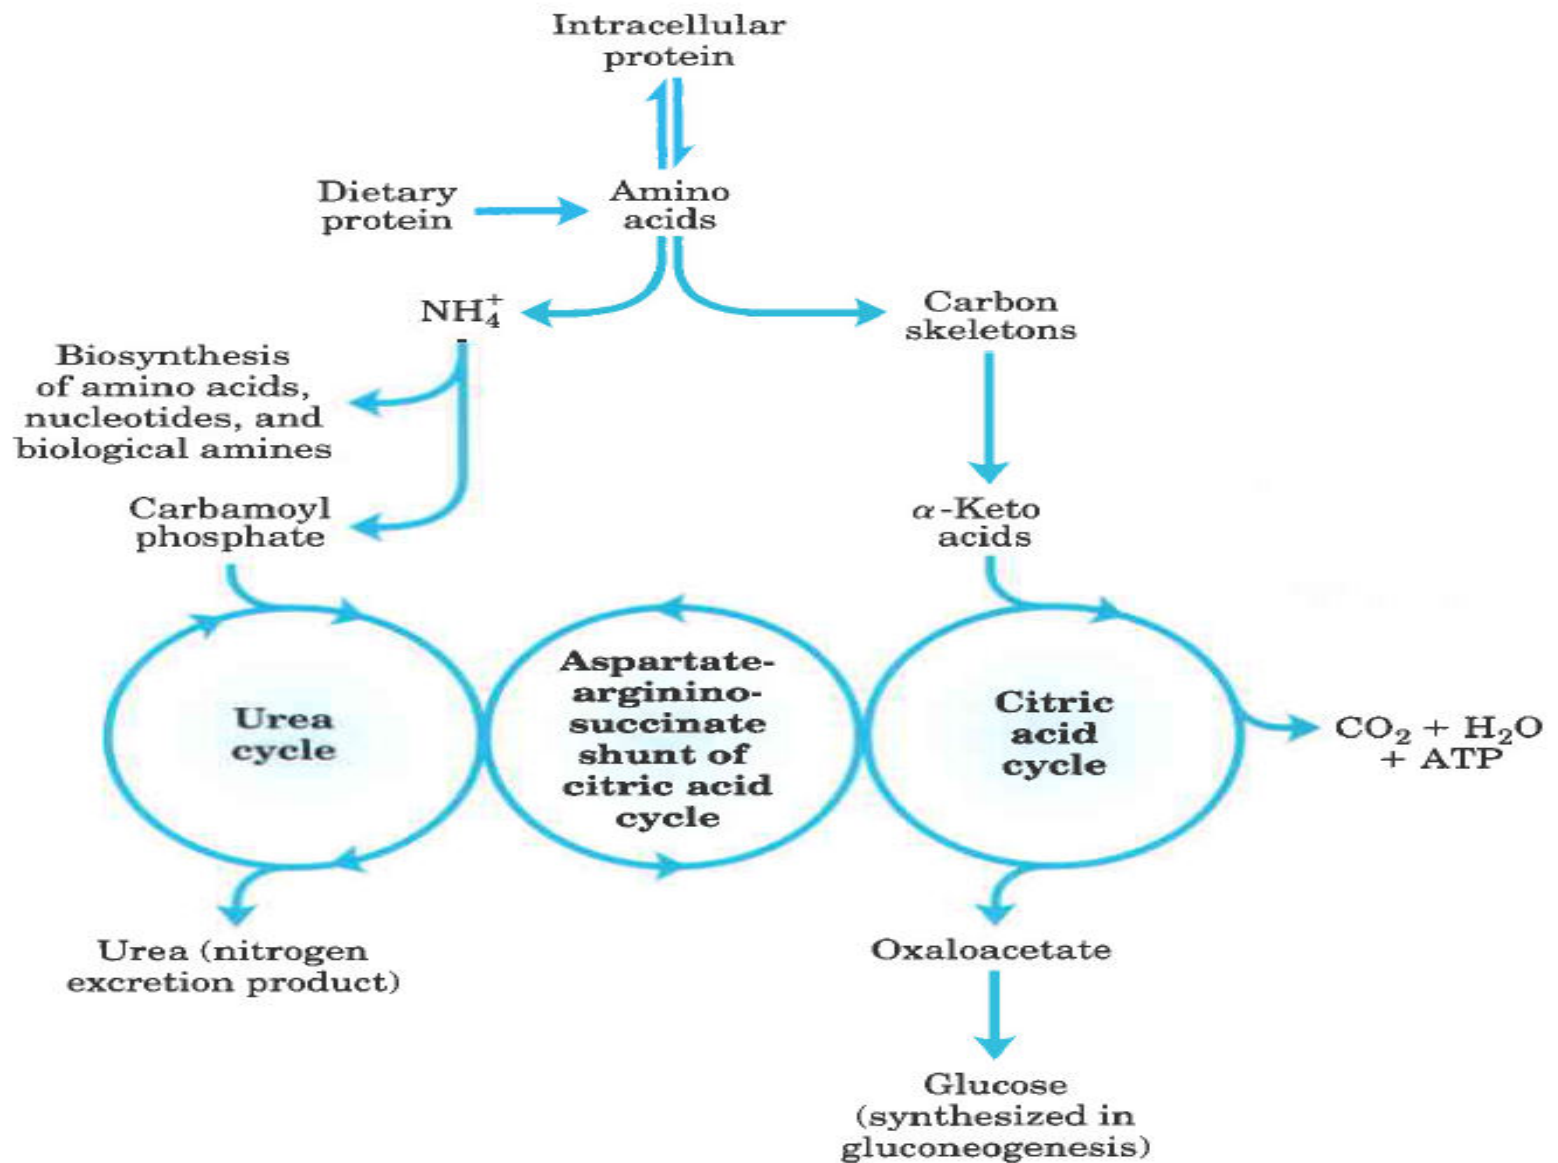 Intracellular
protein
Dietary
protein
Amino
acids
NH₄⁺
Carbon
skeletons
Biosynthesis
of amino acids,
nucleotides, and
biological amines
Carbamoyl
phosphate
α-Keto
acids
Urea
cycle
Aspartate-
arginino-
succinate
shunt of
citric acid
cycle
Citric
acid
cycle
CO₂ + H₂O
+ ATP
Urea (nitrogen
excretion product)
Oxaloacetate
Glucose
(synthesized in
gluconeogenesis)